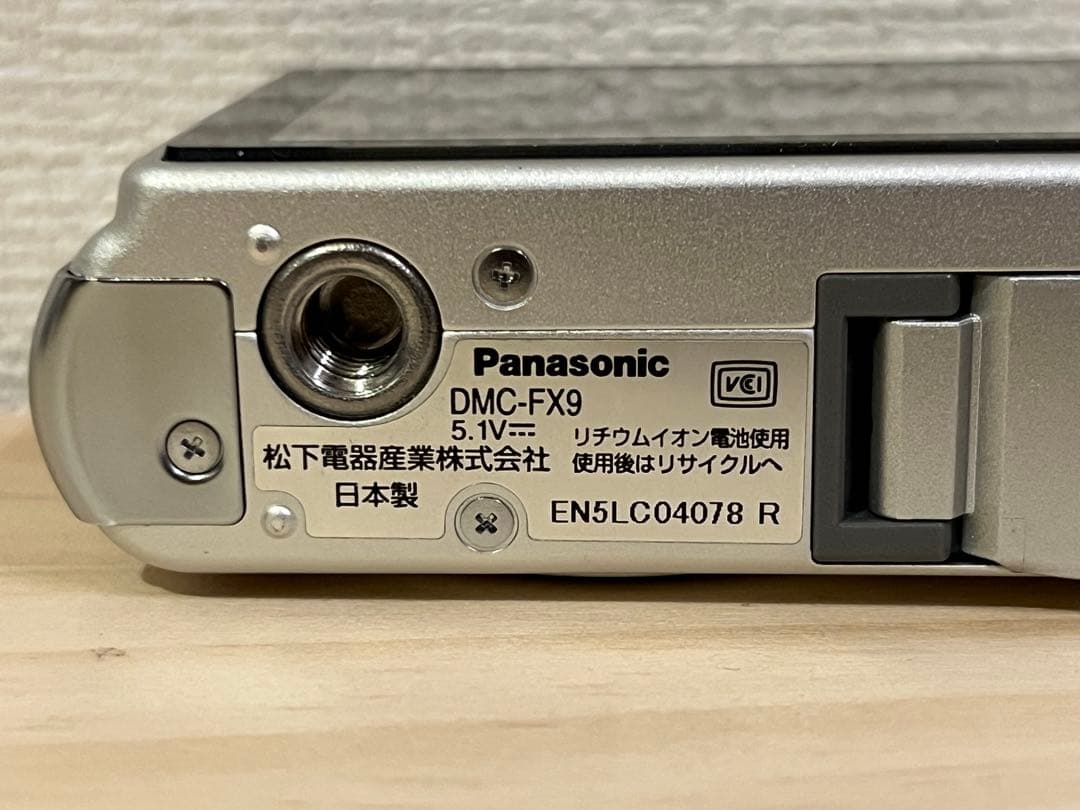 Panasonic
VCI
DMC-FX9
5.1V⎓
リチウムイオン電池使用
松下電器産業株式会社
使用後はリサイクルへ
日本製
EN5LC04078 R